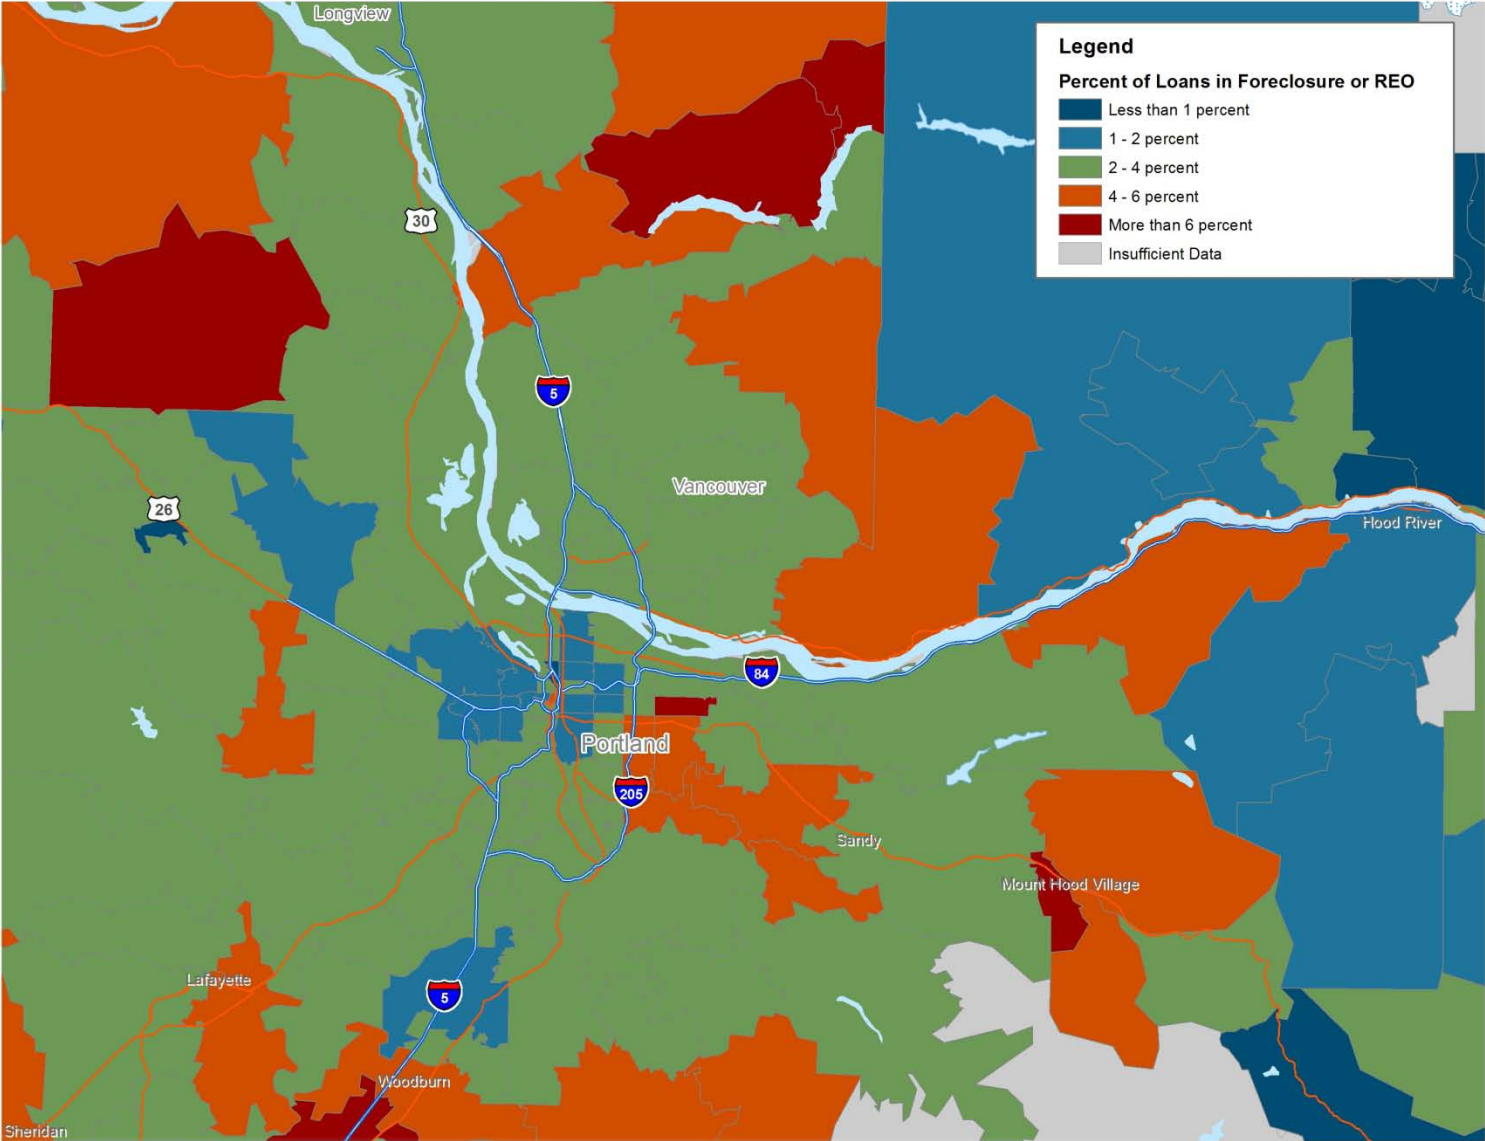 Longview
Legend
Percent of Loans in Foreclosure or REO
Less than 1 percent
1 - 2 percent
2 - 4 percent
4 - 6 percent
More than 6 percent
Insufficient Data
30
5
Vancouver
26
Hood River
84
Portland
205
Sandy
Mount Hood Village
Lafayette
5
Woodburn
Sheridan